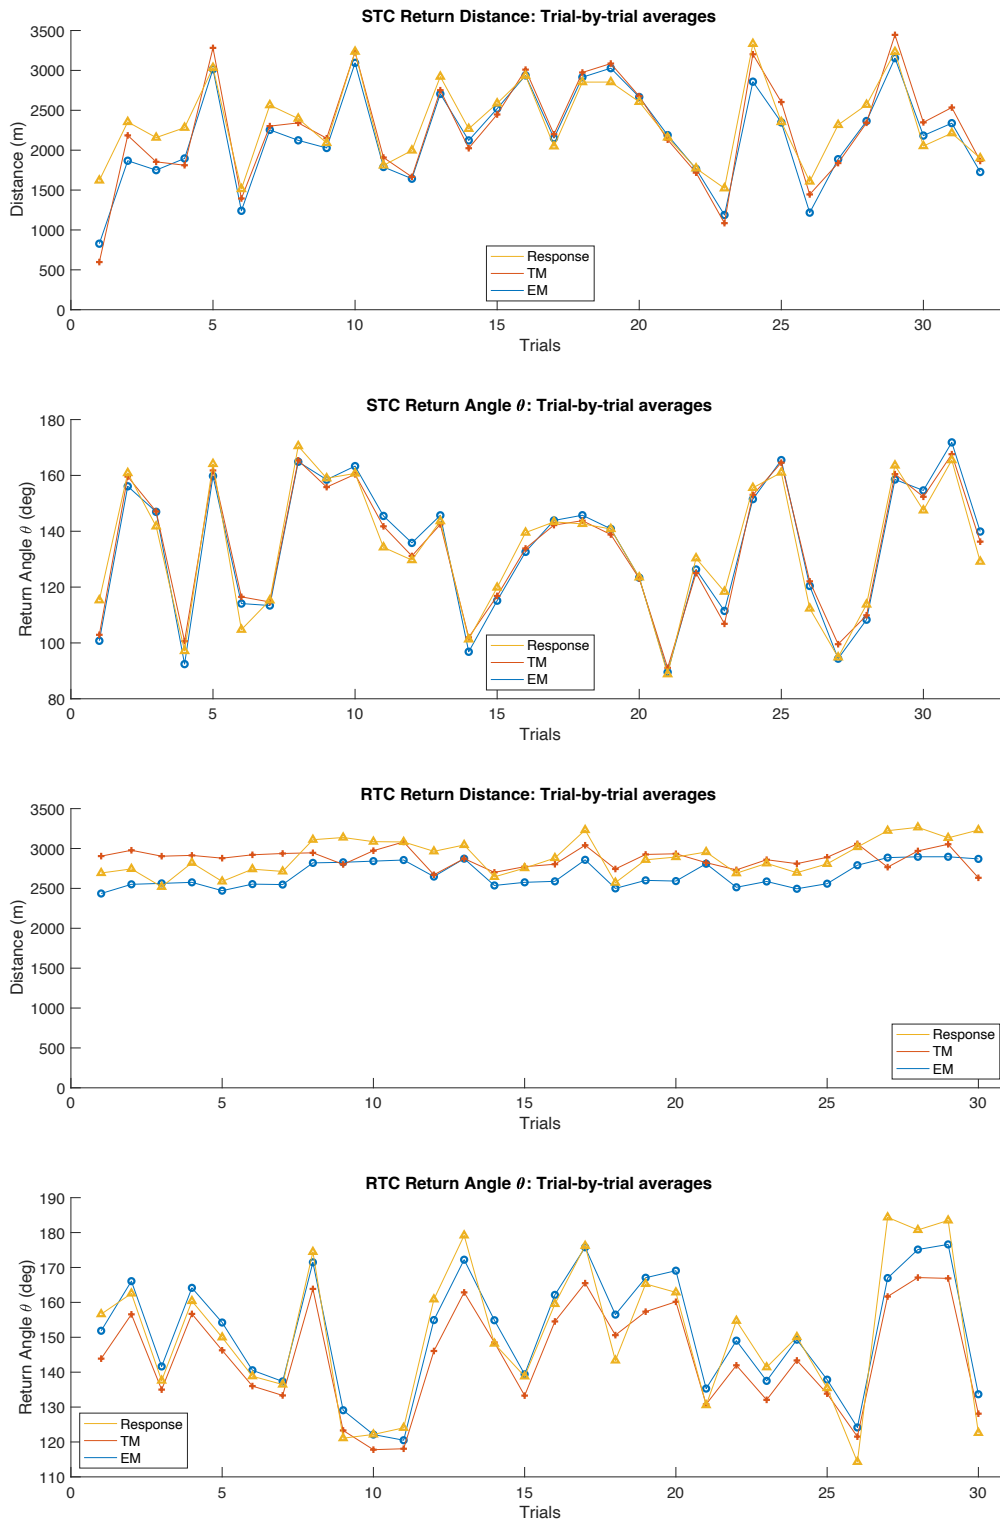 STC Return Distance: Trial-by-trial averages
3500
3000
2500
2000
1500
1000
500
0
Distance (m)
Response
TM
EM
0 5 10 15 20 25 30
Trials
STC Return Angle θ: Trial-by-trial averages
180
160
140
120
100
80
Return Angle θ (deg)
Response
TM
EM
0 5 10 15 20 25 30
Trials
RTC Return Distance: Trial-by-trial averages
3500
3000
2500
2000
1500
1000
500
0
Distance (m)
Response
TM
EM
0 5 10 15 20 25 30
Trials
RTC Return Angle θ: Trial-by-trial averages
190
180
170
160
150
140
130
120
110
Return Angle θ (deg)
Response
TM
EM
0 5 10 15 20 25 30
Trials